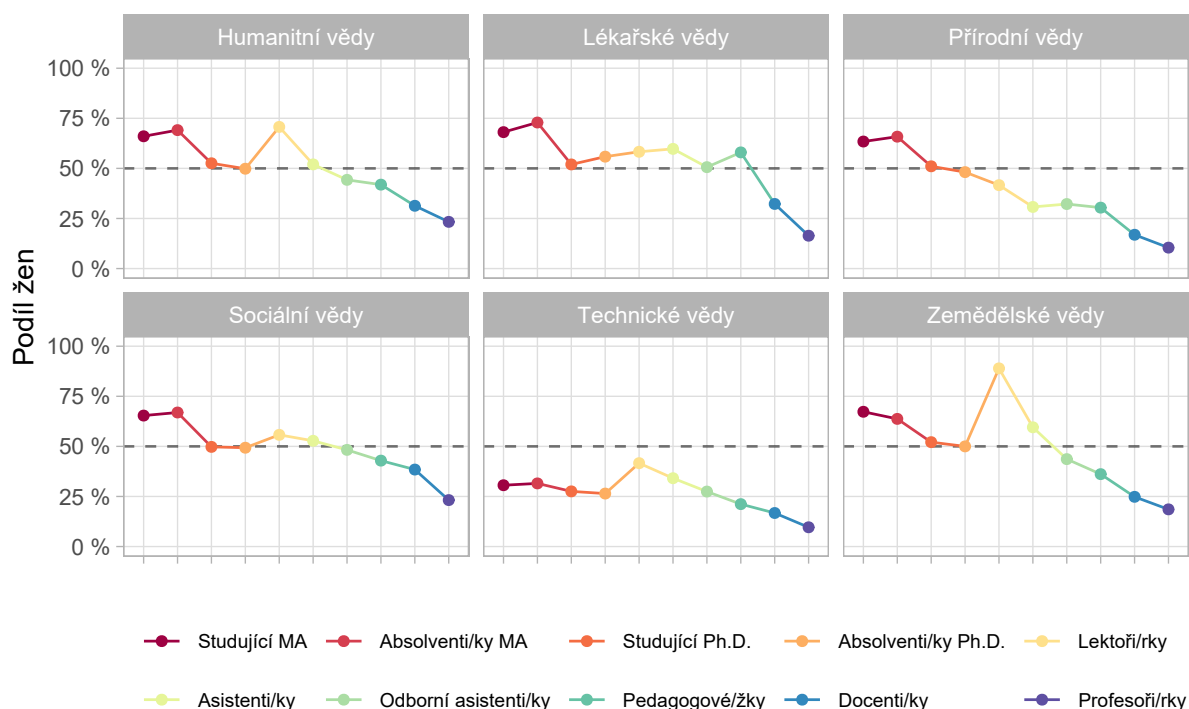 Humanitní vědy
Lékařské vědy
Přírodní vědy
100 %
75 %
50 %
25 %
0 %
Podíl žen
Sociální vědy
Technické vědy
Zemědělské vědy
100 %
75 %
50 %
25 %
0 %
Studující MA
Absolventi/ky MA
Studující Ph.D.
Absolventi/ky Ph.D.
Lektoři/rky
Asistenti/ky
Odborní asistenti/ky
Pedagogové/žky
Docenti/ky
Profesoři/rky